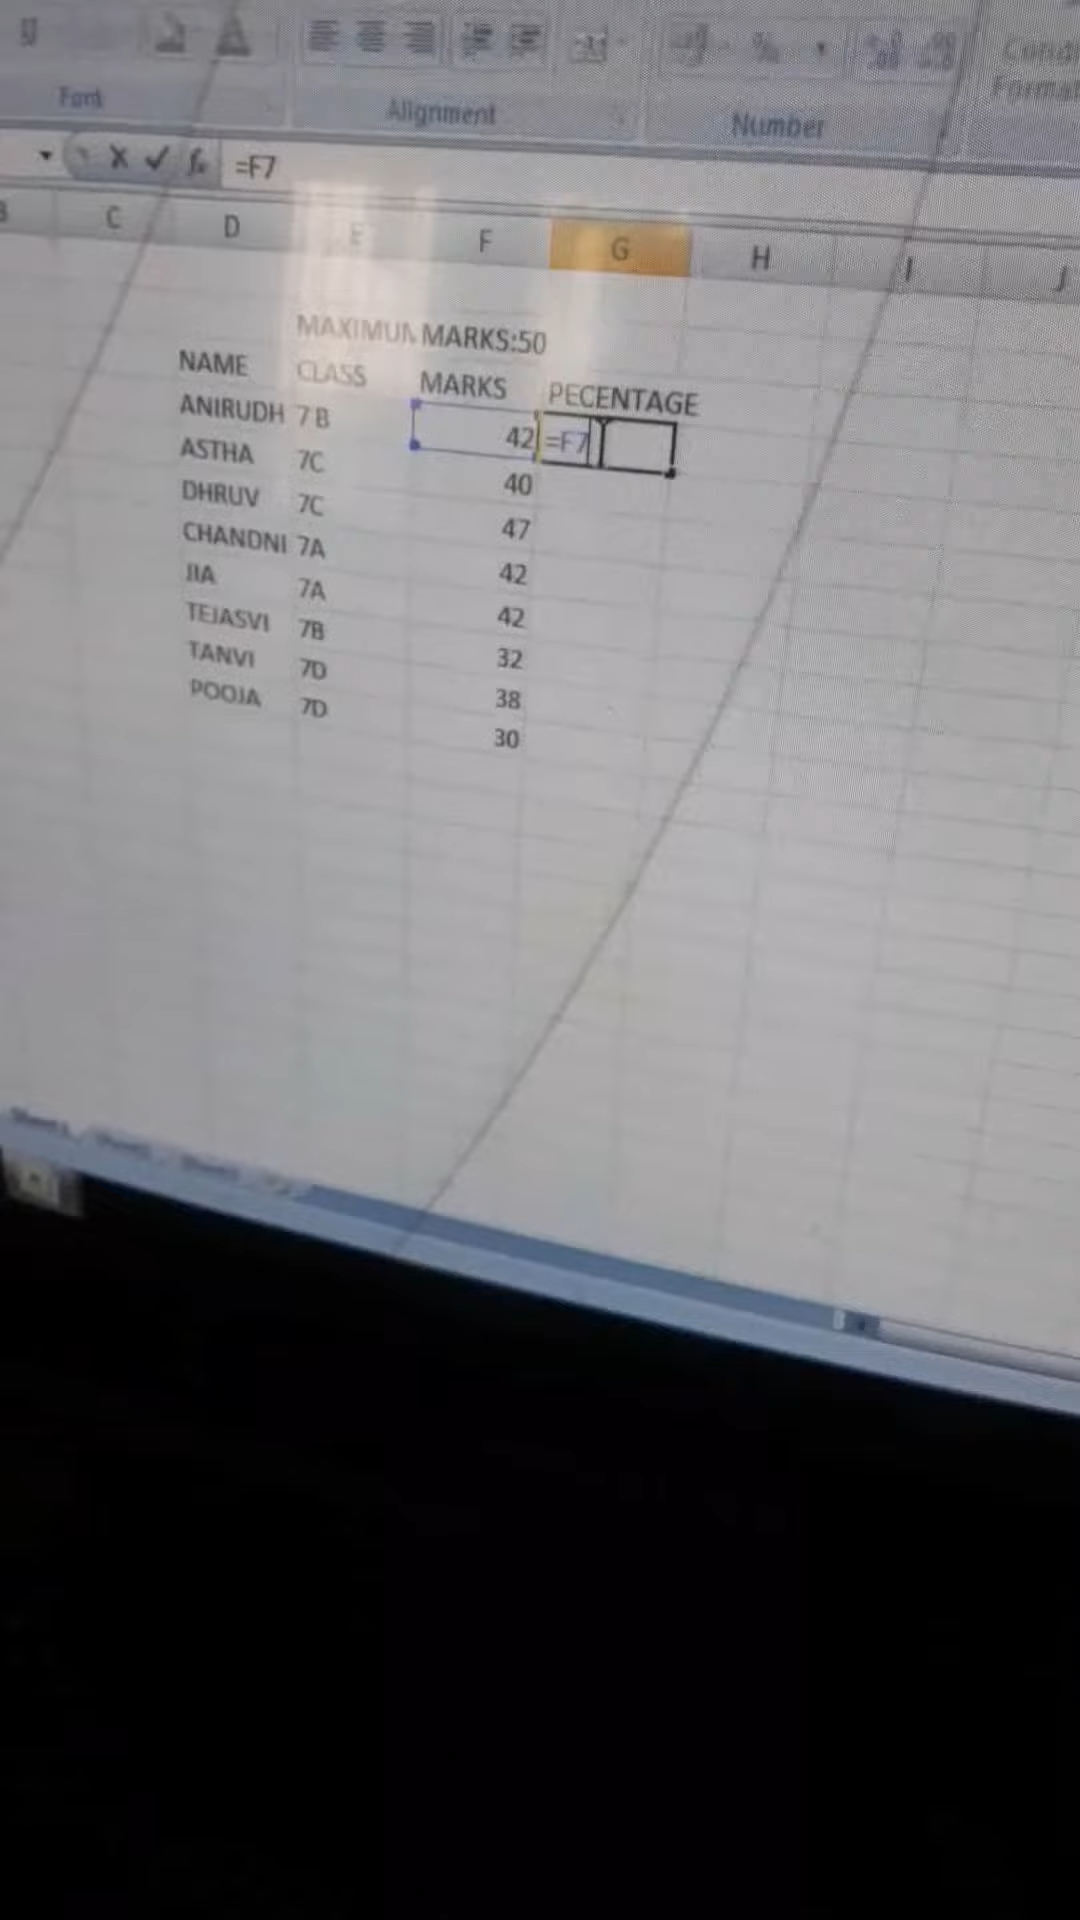 Font Alignment Number
=F7
C D E F G H I J
MAXIMUM MARKS:50
NAME CLASS MARKS PECENTAGE
ANIRUDH 7 B 42 =F7
ASTHA 7C 40
DHRUV 7C 47
CHANDNI 7A 42
JIA 7A 42
TEJASVI 7B 32
TANVI 7D 38
POOJA 7D 30